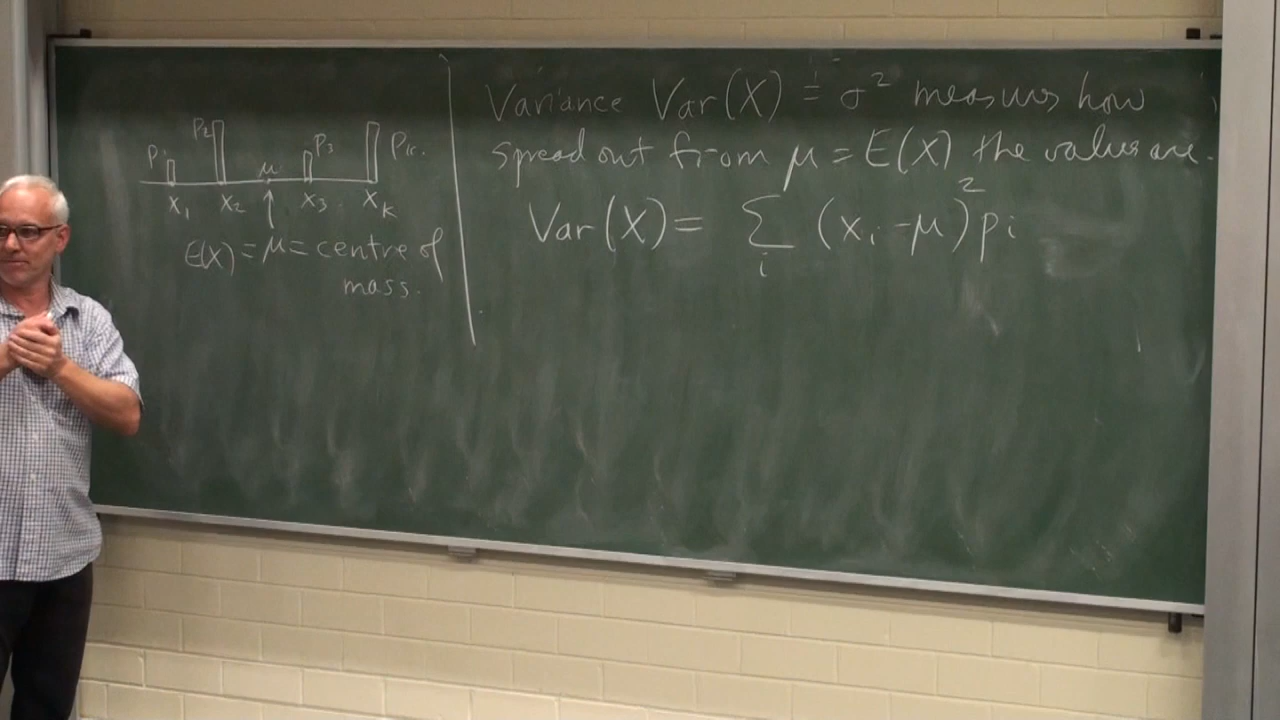 P1 P2 μ P3 Pk.
x1 x2 x3 xk
E(X) = μ = centre of
mass.
Variance Var(X) ≐ σ² measures how
spread out from μ = E(X) the values are.
Var(X) = ∑i (xi - μ)² pi